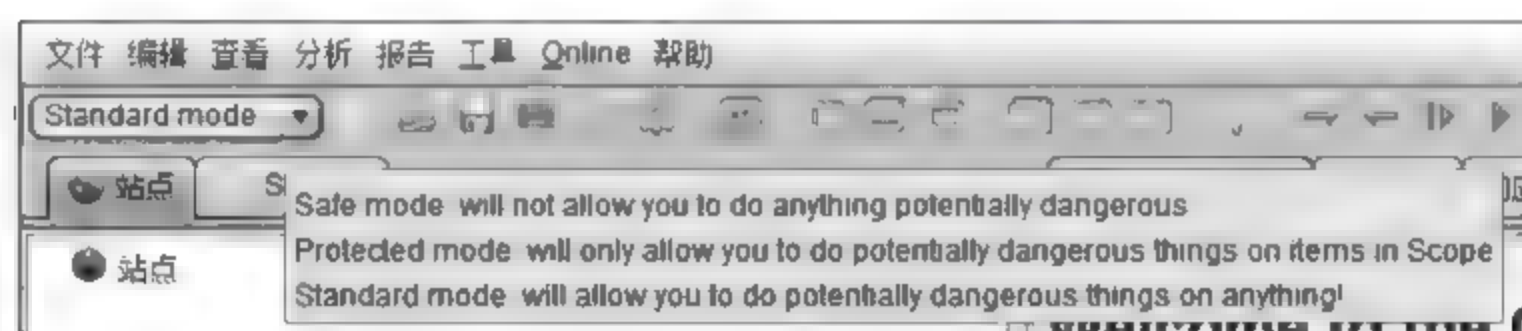 文件 编辑 查看 分析 报告 工具 Online 帮助
Standard mode
站点
Safe mode will not allow you to do anything potentially dangerous
Protected mode will only allow you to do potentially dangerous things on items in Scope
Standard mode will allow you to do potentially dangerous things on anything!
站点